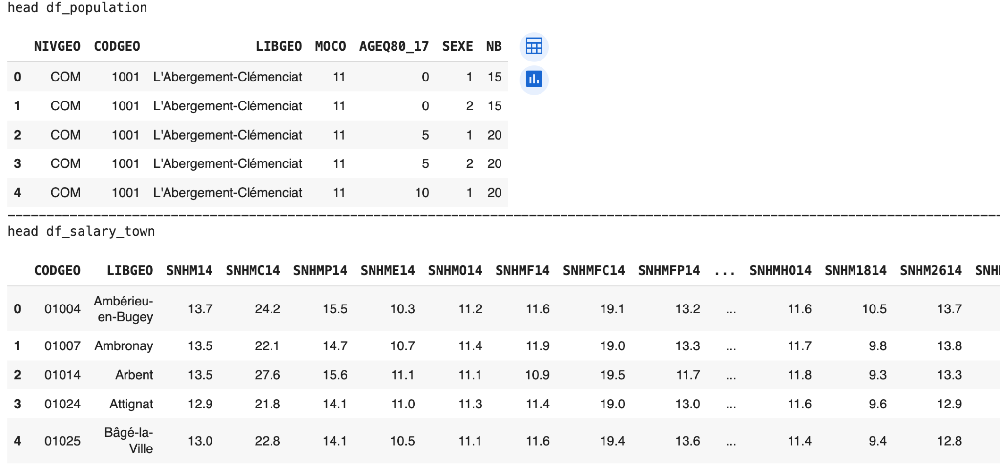 head df_population
NIVGEO CODGEO LIBGEO MOCO AGEQ80_17 SEXE NB
0 COM 1001 L'Abergement-Clémenciat 11 0 1 15
1 COM 1001 L'Abergement-Clémenciat 11 0 2 15
2 COM 1001 L'Abergement-Clémenciat 11 5 1 20
3 COM 1001 L'Abergement-Clémenciat 11 5 2 20
4 COM 1001 L'Abergement-Clémenciat 11 10 1 20
head df_salary_town
CODGEO LIBGEO SNHM14 SNHMC14 SNHMP14 SNHME14 SNHMO14 SNHMF14 SNHMFC14 SNHMFP14 ... SNHMHO14 SNHM1814 SNHM2614
0 01004 Ambérieu-en-Bugey 13.7 24.2 15.5 10.3 11.2 11.6 19.1 13.2 ... 11.6 10.5 13.7
1 01007 Ambronay 13.5 22.1 14.7 10.7 11.4 11.9 19.0 13.3 ... 11.7 9.8 13.8
2 01014 Arbent 13.5 27.6 15.6 11.1 11.1 10.9 19.5 11.7 ... 11.8 9.3 13.3
3 01024 Attignat 12.9 21.8 14.1 11.0 11.3 11.4 19.0 13.0 ... 11.6 9.6 12.9
4 01025 Bâgé-la-Ville 13.0 22.8 14.1 10.5 11.1 11.6 19.4 13.6 ... 11.4 9.4 12.8